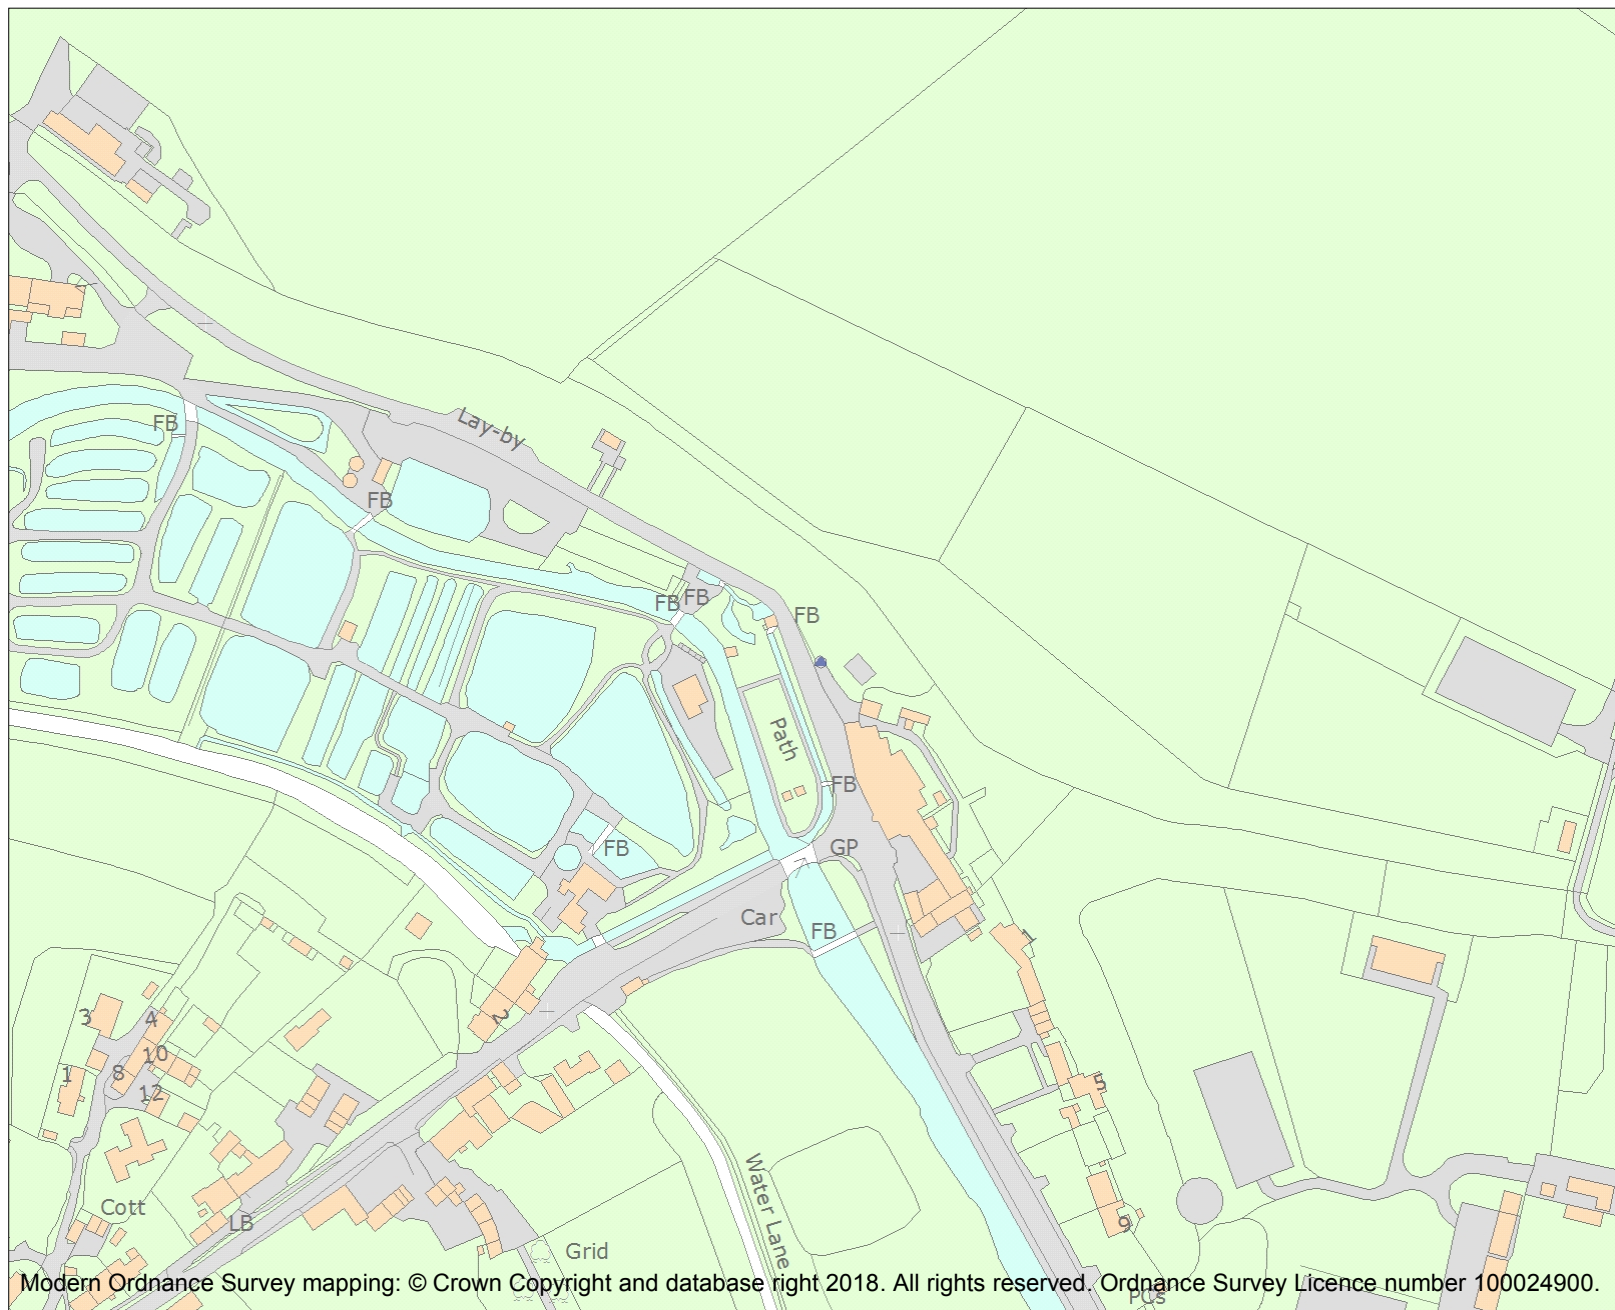 FB
Lay-by
FB
FB
FB
FB
Path
FB
GP
FB
Car
FB
1
2
3
4
10
1
8
12
5
Water Lane
Cott
LB
9
Grid
Modern Ordnance Survey mapping: © Crown Copyright and database right 2018. All rights reserved. Ordnance Survey Licence number 100024900.
PCs